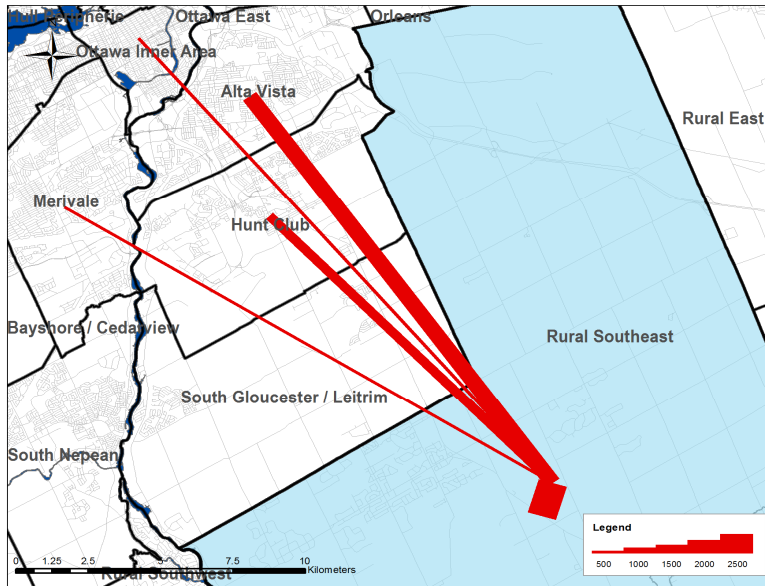 Hull Périphérie
Ottawa East
Orleans
Ottawa Inner Area
Alta Vista
Rural East
Merivale
Hunt Club
Bayshore / Cedarview
Rural Southeast
South Gloucester / Leitrim
South Nepean
Legend
500 1000 1500 2000 2500
0 1.25 2.5 5 7.5 10
Kilometers
Rural Southwest